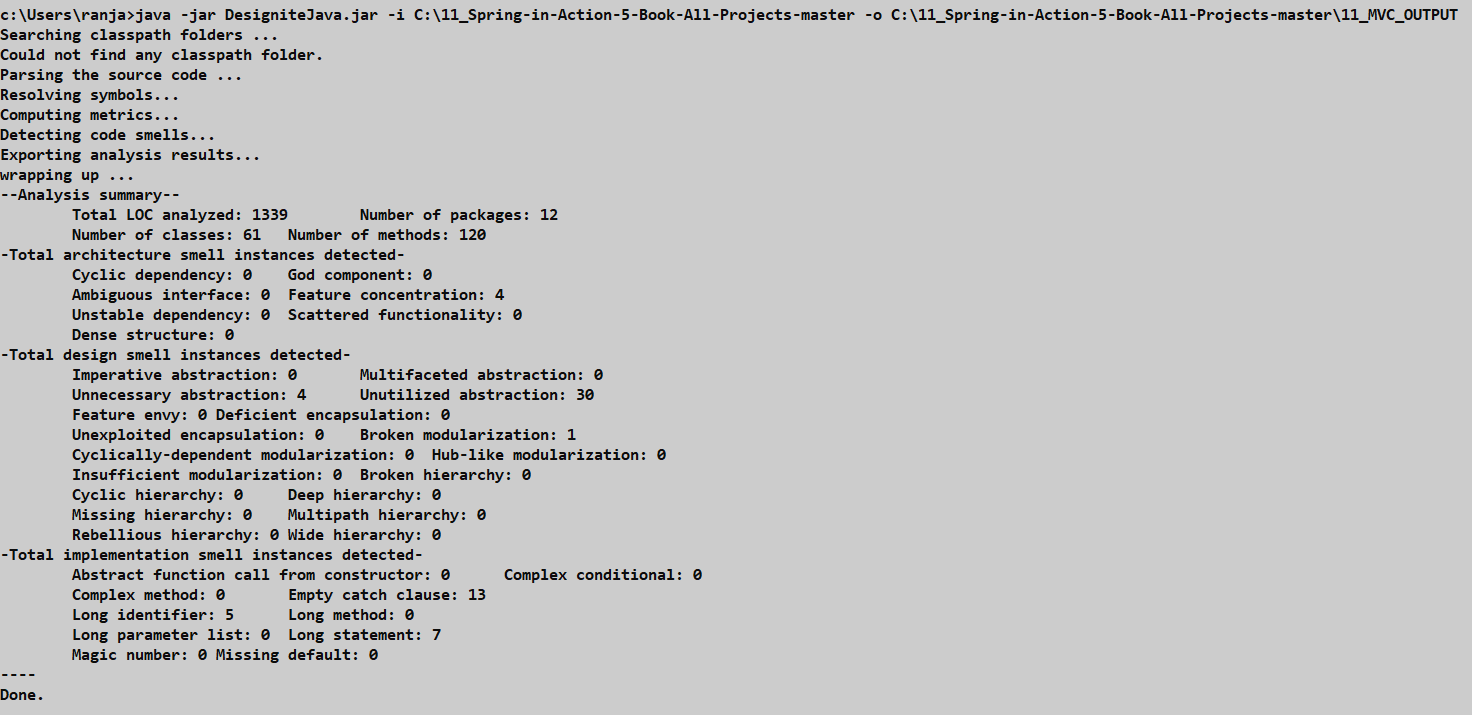 c:\Users\ranja>java -jar DesigniteJava.jar -i C:\11_Spring-in-Action-5-Book-All-Projects-master -o C:\11_Spring-in-Action-5-Book-All-Projects-master\11_MVC_OUTPUT
Searching classpath folders ...
Could not find any classpath folder.
Parsing the source code ...
Resolving symbols...
Computing metrics...
Detecting code smells...
Exporting analysis results...
wrapping up ...
--Analysis summary--
        Total LOC analyzed: 1339        Number of packages: 12
        Number of classes: 61   Number of methods: 120
-Total architecture smell instances detected-
        Cyclic dependency: 0    God component: 0
        Ambiguous interface: 0  Feature concentration: 4
        Unstable dependency: 0  Scattered functionality: 0
        Dense structure: 0
-Total design smell instances detected-
        Imperative abstraction: 0       Multifaceted abstraction: 0
        Unnecessary abstraction: 4      Unutilized abstraction: 30
        Feature envy: 0 Deficient encapsulation: 0
        Unexploited encapsulation: 0    Broken modularization: 1
        Cyclically-dependent modularization: 0  Hub-like modularization: 0
        Insufficient modularization: 0  Broken hierarchy: 0
        Cyclic hierarchy: 0     Deep hierarchy: 0
        Missing hierarchy: 0    Multipath hierarchy: 0
        Rebellious hierarchy: 0 Wide hierarchy: 0
-Total implementation smell instances detected-
        Abstract function call from constructor: 0      Complex conditional: 0
        Complex method: 0       Empty catch clause: 13
        Long identifier: 5      Long method: 0
        Long parameter list: 0  Long statement: 7
        Magic number: 0 Missing default: 0
----
Done.